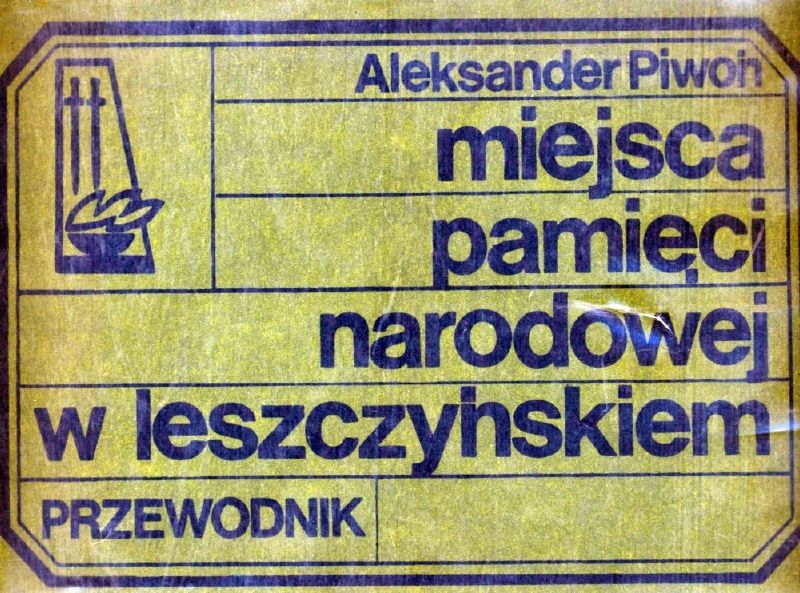 Aleksander Piwoń
miejsca
pamięci
narodowej
w leszczyńskiem
PRZEWODNIK